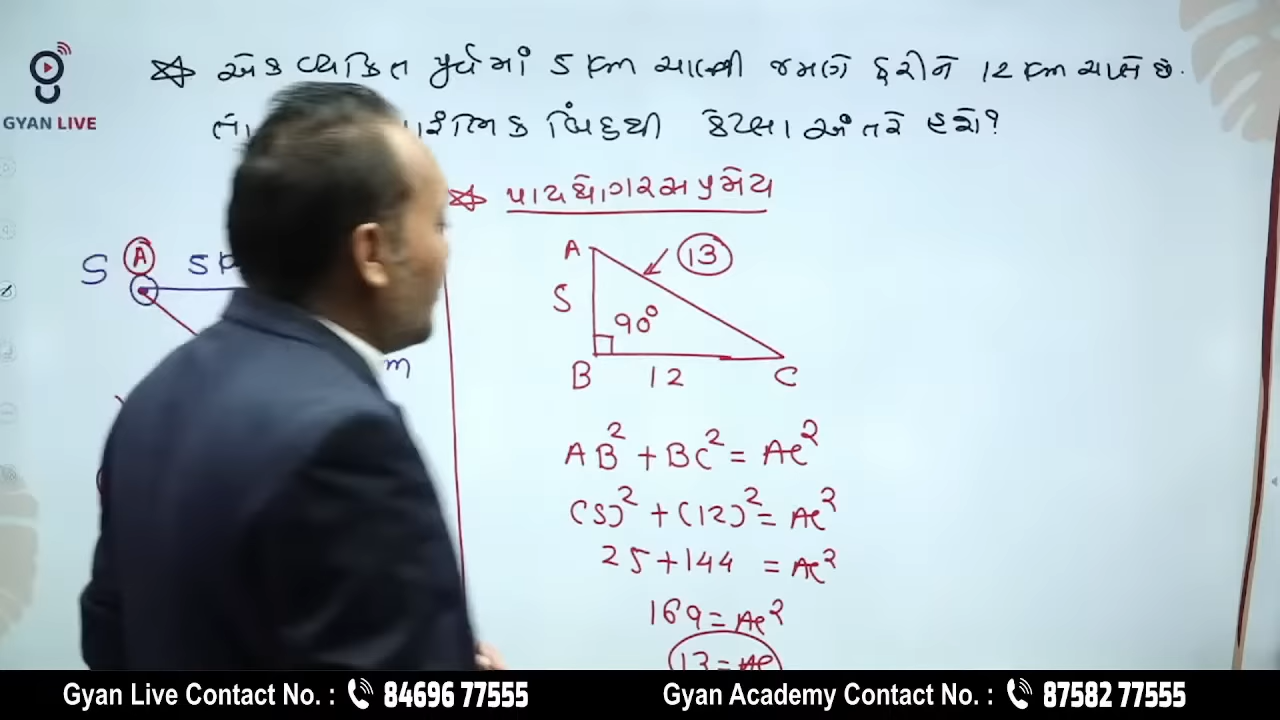 GYAN LIVE
એક વ્યકિત પુર્વમાં 5 km ચાલી જમણે ફરીને 12 km ચાલે છે.
બિંદુથી કેટલા અંતરે હશે?
પાયથાગરસ પ્રમેય
S A 5
m
A 13
5
90°
B 12 C
AB² + BC² = AC²
(5)² + (12)² = AC²
25 + 144 = AC²
169 = AC²
13 = AC
Gyan Live Contact No. : 84696 77555
Gyan Academy Contact No. : 87582 77555